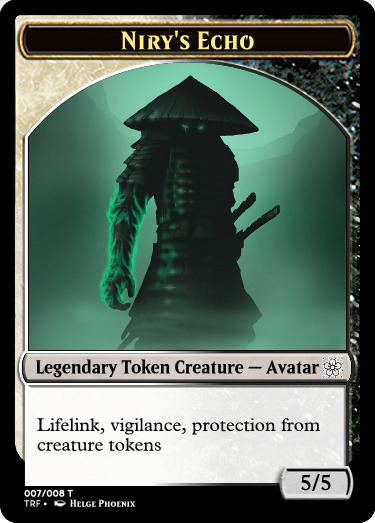 Niry's Echo
Legendary Token Creature — Avatar
Lifelink, vigilance, protection from
creature tokens
5/5
007/008 T
TRF • Helge Phoenix